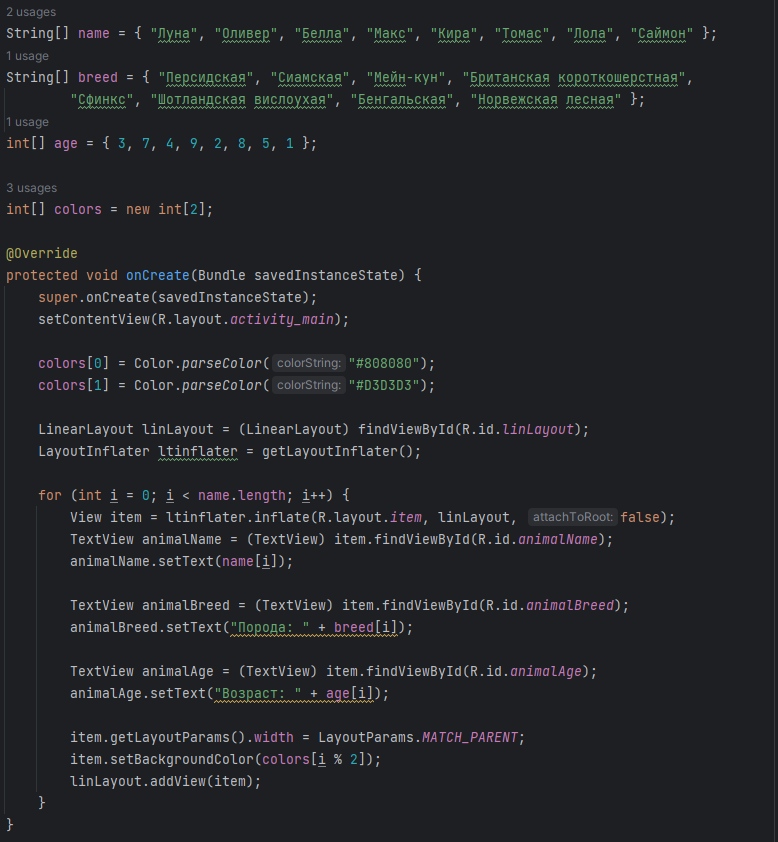 2 usages
String[] name = { "Луна", "Оливер", "Белла", "Макс", "Кира", "Томас", "Лола", "Саймон" };
1 usage
String[] breed = { "Персидская", "Сиамская", "Мейн-кун", "Британская короткошерстная",
"Сфинкс", "Шотландская вислоухая", "Бенгальская", "Норвежская лесная" };
1 usage
int[] age = { 3, 7, 4, 9, 2, 8, 5, 1 };
3 usages
int[] colors = new int[2];
@Override
protected void onCreate(Bundle savedInstanceState) {
super.onCreate(savedInstanceState);
setContentView(R.layout.activity_main);
colors[0] = Color.parseColor( colorString: "#808080");
colors[1] = Color.parseColor( colorString: "#D3D3D3");
LinearLayout linLayout = (LinearLayout) findViewById(R.id.linLayout);
LayoutInflater ltinflater = getLayoutInflater();
for (int i = 0; i < name.length; i++) {
View item = ltinflater.inflate(R.layout.item, linLayout, attachToRoot: false);
TextView animalName = (TextView) item.findViewById(R.id.animalName);
animalName.setText(name[i]);
TextView animalBreed = (TextView) item.findViewById(R.id.animalBreed);
animalBreed.setText("Порода: " + breed[i]);
TextView animalAge = (TextView) item.findViewById(R.id.animalAge);
animalAge.setText("Возраст: " + age[i]);
item.getLayoutParams().width = LayoutParams.MATCH_PARENT;
item.setBackgroundColor(colors[i % 2]);
linLayout.addView(item);
}
}